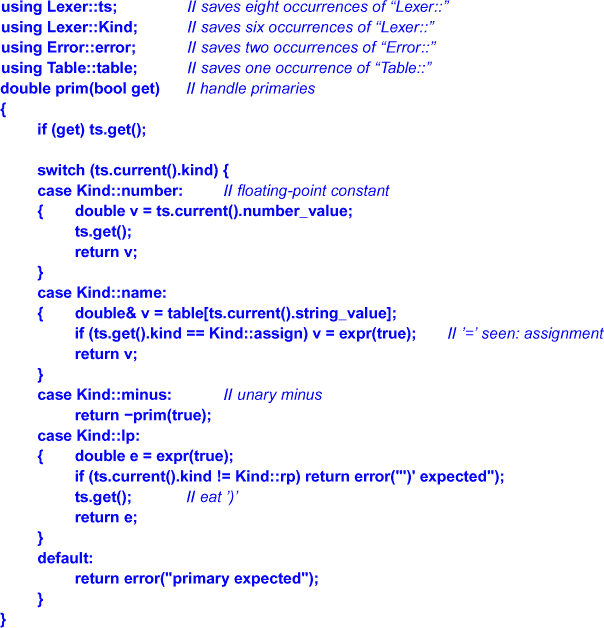 using Lexer::ts; // saves eight occurrences of “Lexer::”
using Lexer::Kind; // saves six occurrences of “Lexer::”
using Error::error; // saves two occurrences of “Error::”
using Table::table; // saves one occurrence of “Table::”
double prim(bool get) // handle primaries
{
if (get) ts.get();
switch (ts.current().kind) {
case Kind::number: // floating-point constant
{ double v = ts.current().number_value;
ts.get();
return v;
}
case Kind::name:
{ double& v = table[ts.current().string_value];
if (ts.get().kind == Kind::assign) v = expr(true); // ’=’ seen: assignment
return v;
}
case Kind::minus: // unary minus
return −prim(true);
case Kind::lp:
{ double e = expr(true);
if (ts.current().kind != Kind::rp) return error("')' expected");
ts.get(); // eat ’)’
return e;
}
default:
return error("primary expected");
}
}